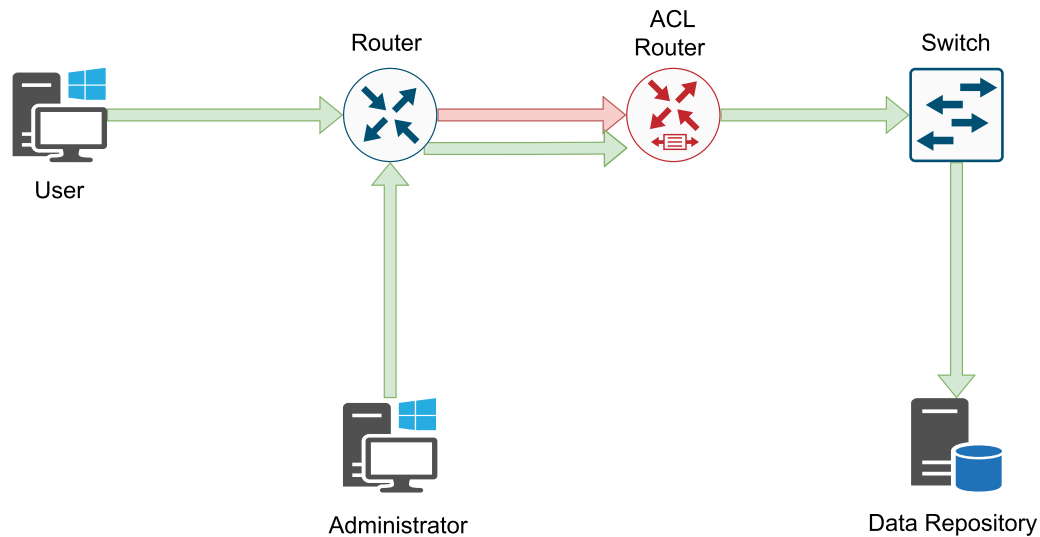 Router
ACL
Router
Switch
User
Administrator
Data Repository